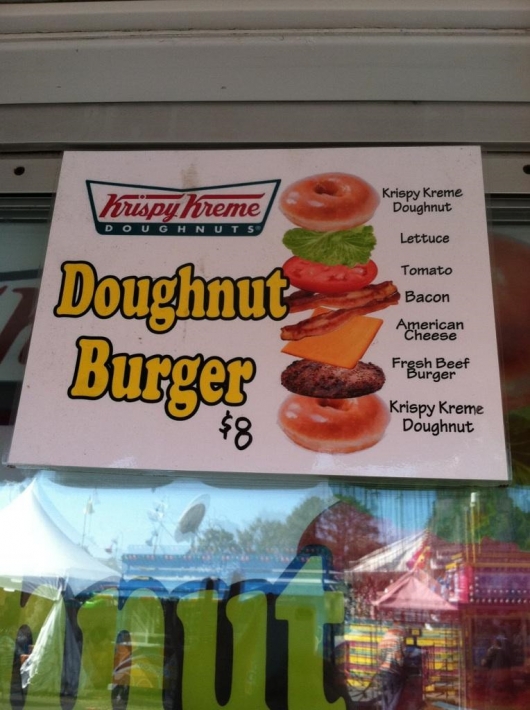 Krispy Kreme
DOUGHNUTS
Doughnut
Burger
$8
Krispy Kreme
Doughnut
Lettuce
Tomato
Bacon
American
Cheese
Fresh Beef
Burger
Krispy Kreme
Doughnut
nut